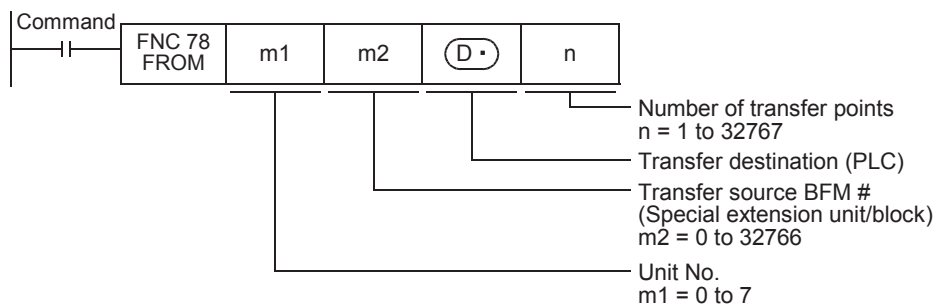 Command
FNC 78
FROM
m1
m2
D・
n
Number of transfer points
n = 1 to 32767
Transfer destination (PLC)
Transfer source BFM #
(Special extension unit/block)
m2 = 0 to 32766
Unit No.
m1 = 0 to 7